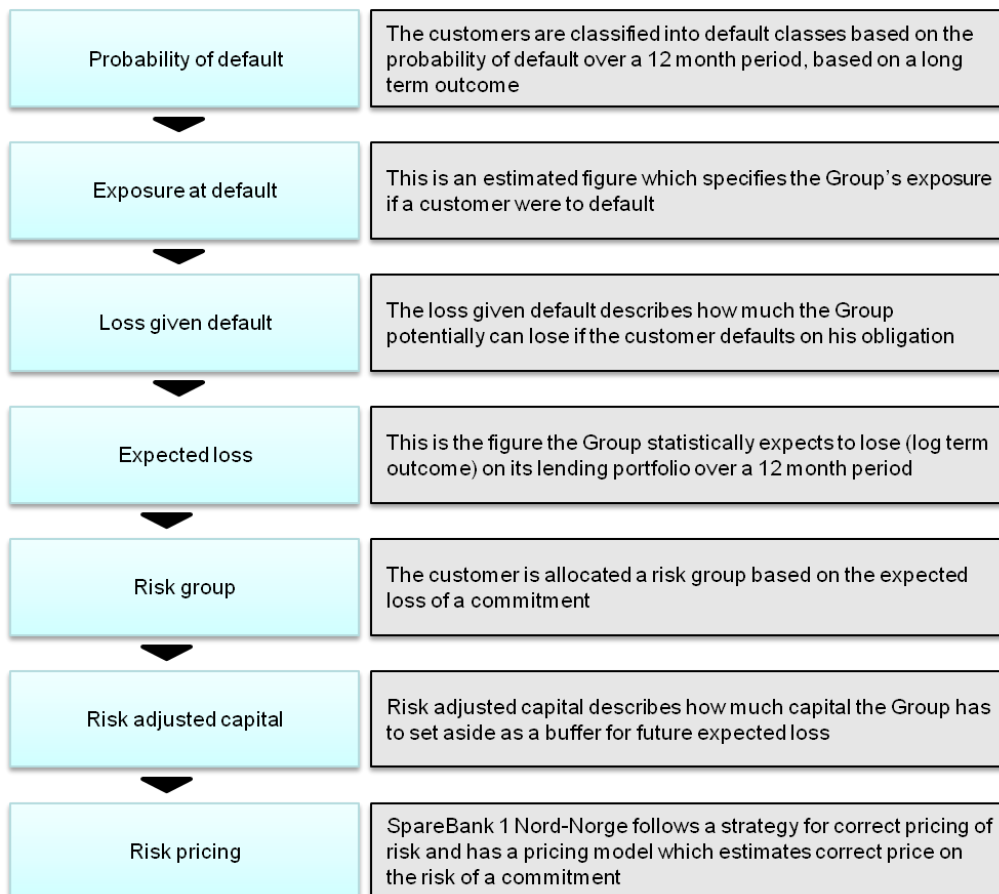 Probability of default
The customers are classified into default classes based on the
probability of default over a 12 month period, based on a long
term outcome
Exposure at default
This is an estimated figure which specifies the Group's exposure
if a customer were to default
Loss given default
The loss given default describes how much the Group
potentially can lose if the customer defaults on his obligation
Expected loss
This is the figure the Group statistically expects to lose (log term
outcome) on its lending portfolio over a 12 month period
Risk group
The customer is allocated a risk group based on the expected
loss of a commitment
Risk adjusted capital
Risk adjusted capital describes how much capital the Group has
to set aside as a buffer for future expected loss
Risk pricing
SpareBank 1 Nord-Norge follows a strategy for correct pricing of
risk and has a pricing model which estimates correct price on
the risk of a commitment